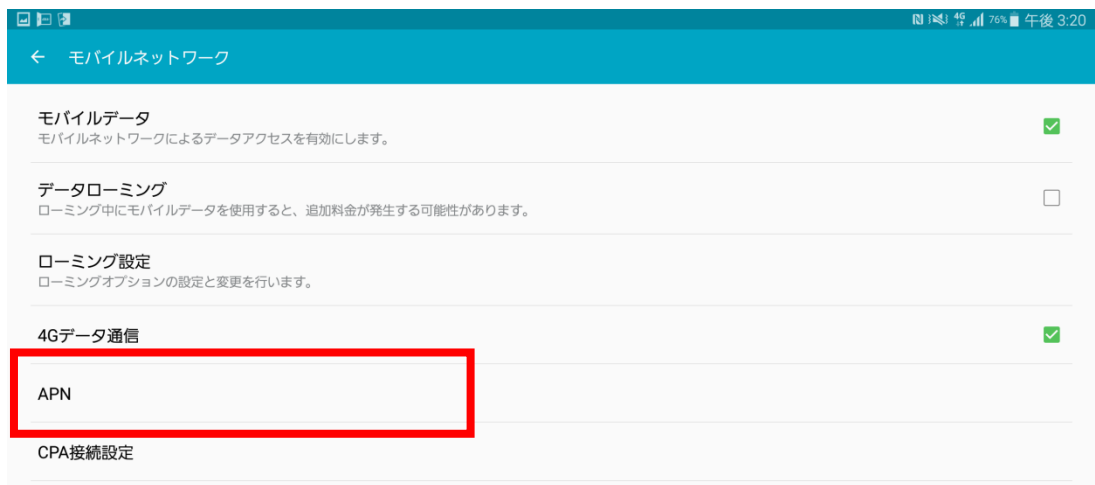 4G 76% 午後 3:20
モバイルネットワーク
モバイルデータ
モバイルネットワークによるデータアクセスを有効にします。
データローミング
ローミング中にモバイルデータを使用すると、追加料金が発生する可能性があります。
ローミング設定
ローミングオプションの設定と変更を行います。
4Gデータ通信
APN
CPA接続設定